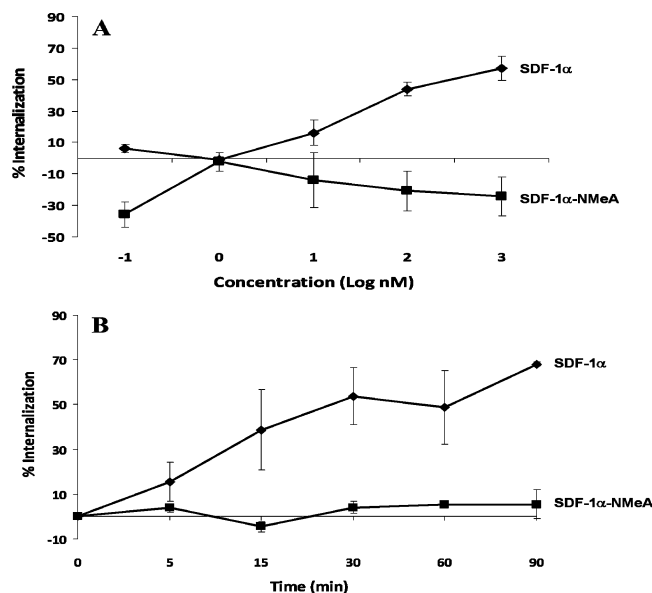 A
% Internalization
90
70
50
30
10
-10
-30
-50
SDF-1α
SDF-1α-NMeA
-1 0 1 2 3
Concentration (Log nM)
B
% Internalization
90
70
50
30
10
-10
SDF-1α
SDF-1α-NMeA
0 5 15 30 60 90
Time (min)